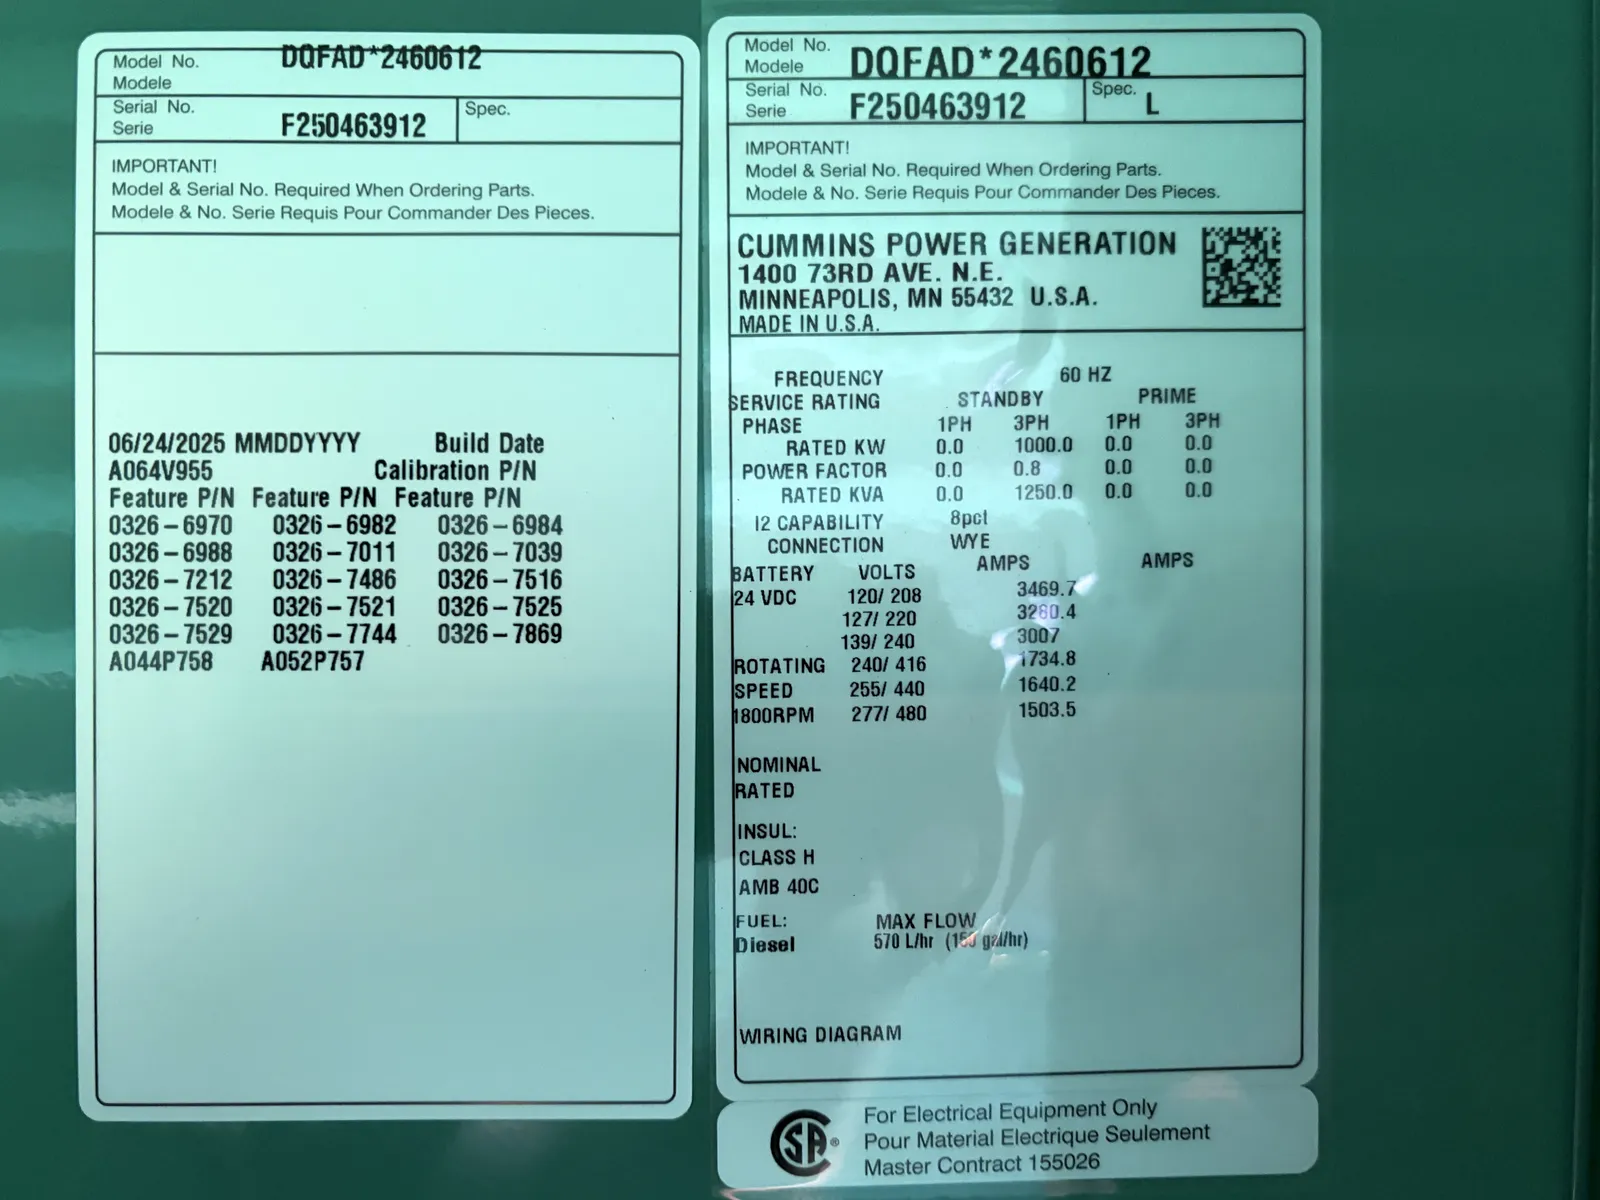 Model No.
Modele
DQFAD*2460612
Serial No.
Serie
F250463912
Spec.
IMPORTANT!
Model & Serial No. Required When Ordering Parts.
Modele & No. Serie Requis Pour Commander Des Pieces.
06/24/2025 MMDDYYYY Build Date
A064V955 Calibration P/N
Feature P/N Feature P/N Feature P/N
0326-6970 0326-6982 0326-6984
0326-6988 0326-7011 0326-7039
0326-7212 0326-7486 0326-7516
0326-7520 0326-7521 0326-7525
0326-7529 0326-7744 0326-7869
A044P758 A052P757
Model No.
Modele
DQFAD*2460612
Serial No.
Serie
F250463912
Spec.
L
IMPORTANT!
Model & Serial No. Required When Ordering Parts.
Modele & No. Serie Requis Pour Commander Des Pieces.
CUMMINS POWER GENERATION
1400 73RD AVE. N.E.
MINNEAPOLIS, MN 55432 U.S.A.
MADE IN U.S.A.
FREQUENCY 60 HZ
SERVICE RATING STANDBY PRIME
PHASE 1PH 3PH 1PH 3PH
RATED KW 0.0 1000.0 0.0 0.0
POWER FACTOR 0.0 0.8 0.0 0.0
RATED KVA 0.0 1250.0 0.0 0.0
I2 CAPABILITY 8pct
CONNECTION WYE
BATTERY VOLTS AMPS AMPS
24 VDC 120/ 208 3469.7
127/ 220 3280.4
139/ 240 3007
ROTATING 240/ 416 1734.8
SPEED 255/ 440 1640.2
1800RPM 277/ 480 1503.5
NOMINAL
RATED
INSUL:
CLASS H
AMB 40C
FUEL: MAX FLOW
Diesel 570 L/hr gal/hr)
WIRING DIAGRAM
SA ®
For Electrical Equipment Only
Pour Material Electrique Seulement
Master Contract 155026